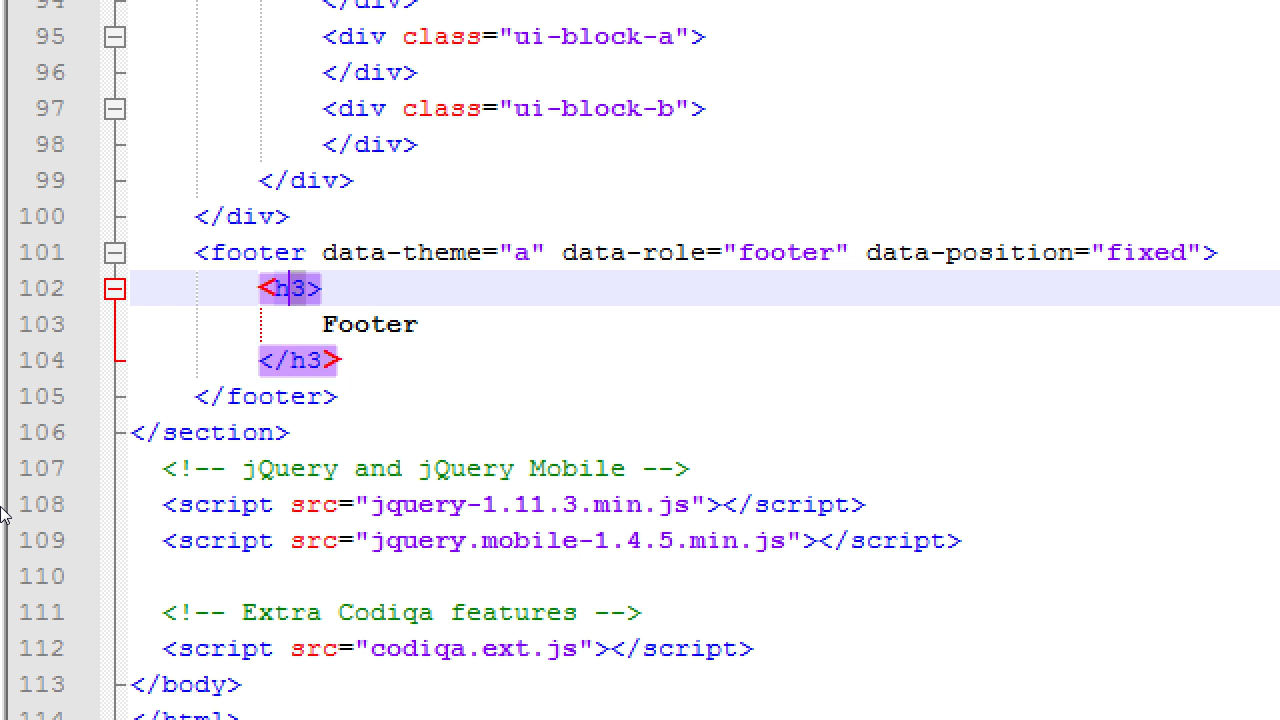 94 </div>
95 <div class="ui-block-a">
96 </div>
97 <div class="ui-block-b">
98 </div>
99 </div>
100 </div>
101 <footer data-theme="a" data-role="footer" data-position="fixed">
102 <h3>
103 Footer
104 </h3>
105 </footer>
106 </section>
107 <!-- jQuery and jQuery Mobile -->
108 <script src="jquery-1.11.3.min.js"></script>
109 <script src="jquery.mobile-1.4.5.min.js"></script>
110
111 <!-- Extra Codiqa features -->
112 <script src="codiqa.ext.js"></script>
113 </body>
114 </html>